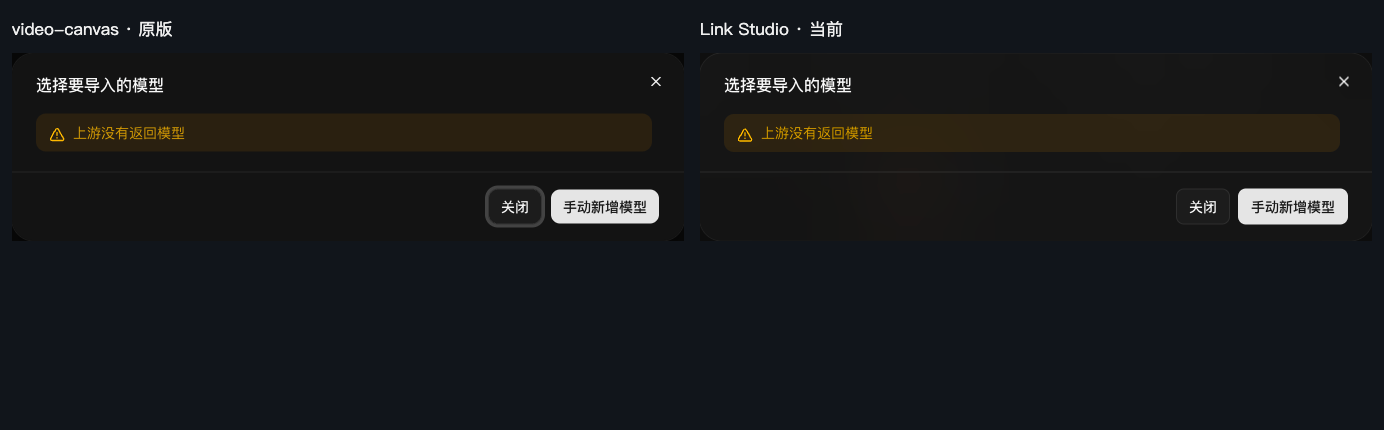 video-canvas · 原版
选择要导入的模型
上游没有返回模型
关闭
手动新增模型
Link Studio · 当前
选择要导入的模型
上游没有返回模型
关闭
手动新增模型